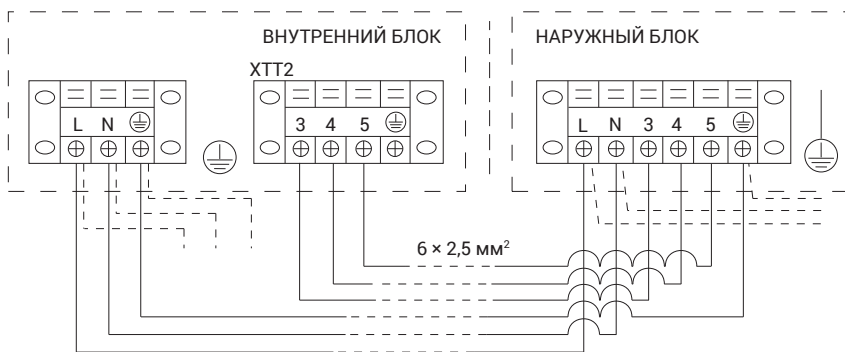 ВНУТРЕННИЙ БЛОК
НАРУЖНЫЙ БЛОК
XTT2
L N
3 4 5
L N 3 4 5
6 × 2,5 мм²